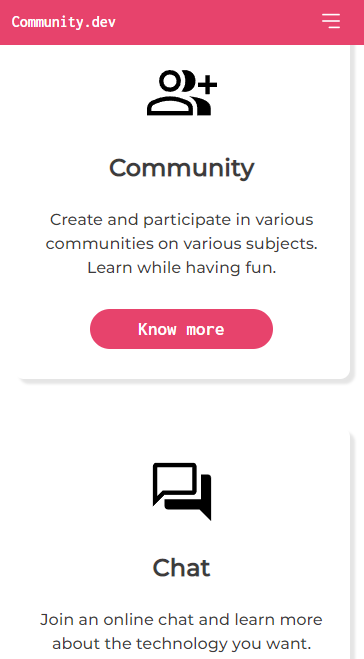 Community.dev
Community
Create and participate in various
communities on various subjects.
Learn while having fun.
Know more
Chat
Join an online chat and learn more
about the technology you want.